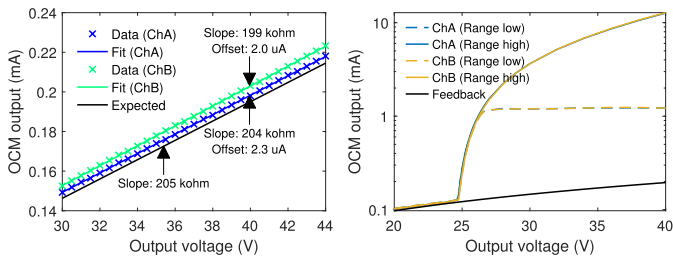 0.24
0.22
0.2
0.18
0.16
0.14
OCM output (mA)
Data (ChA)
Fit (ChA)
Data (ChB)
Fit (ChB)
Expected
Slope: 199 kohm
Offset: 2.0 uA
Slope: 204 kohm
Offset: 2.3 uA
Slope: 205 kohm
30 32 34 36 38 40 42 44
Output voltage (V)
10
1
0.1
OCM output (mA)
ChA (Range low)
ChA (Range high)
ChB (Range low)
ChB (Range high)
Feedback
20 25 30 35 40
Output voltage (V)